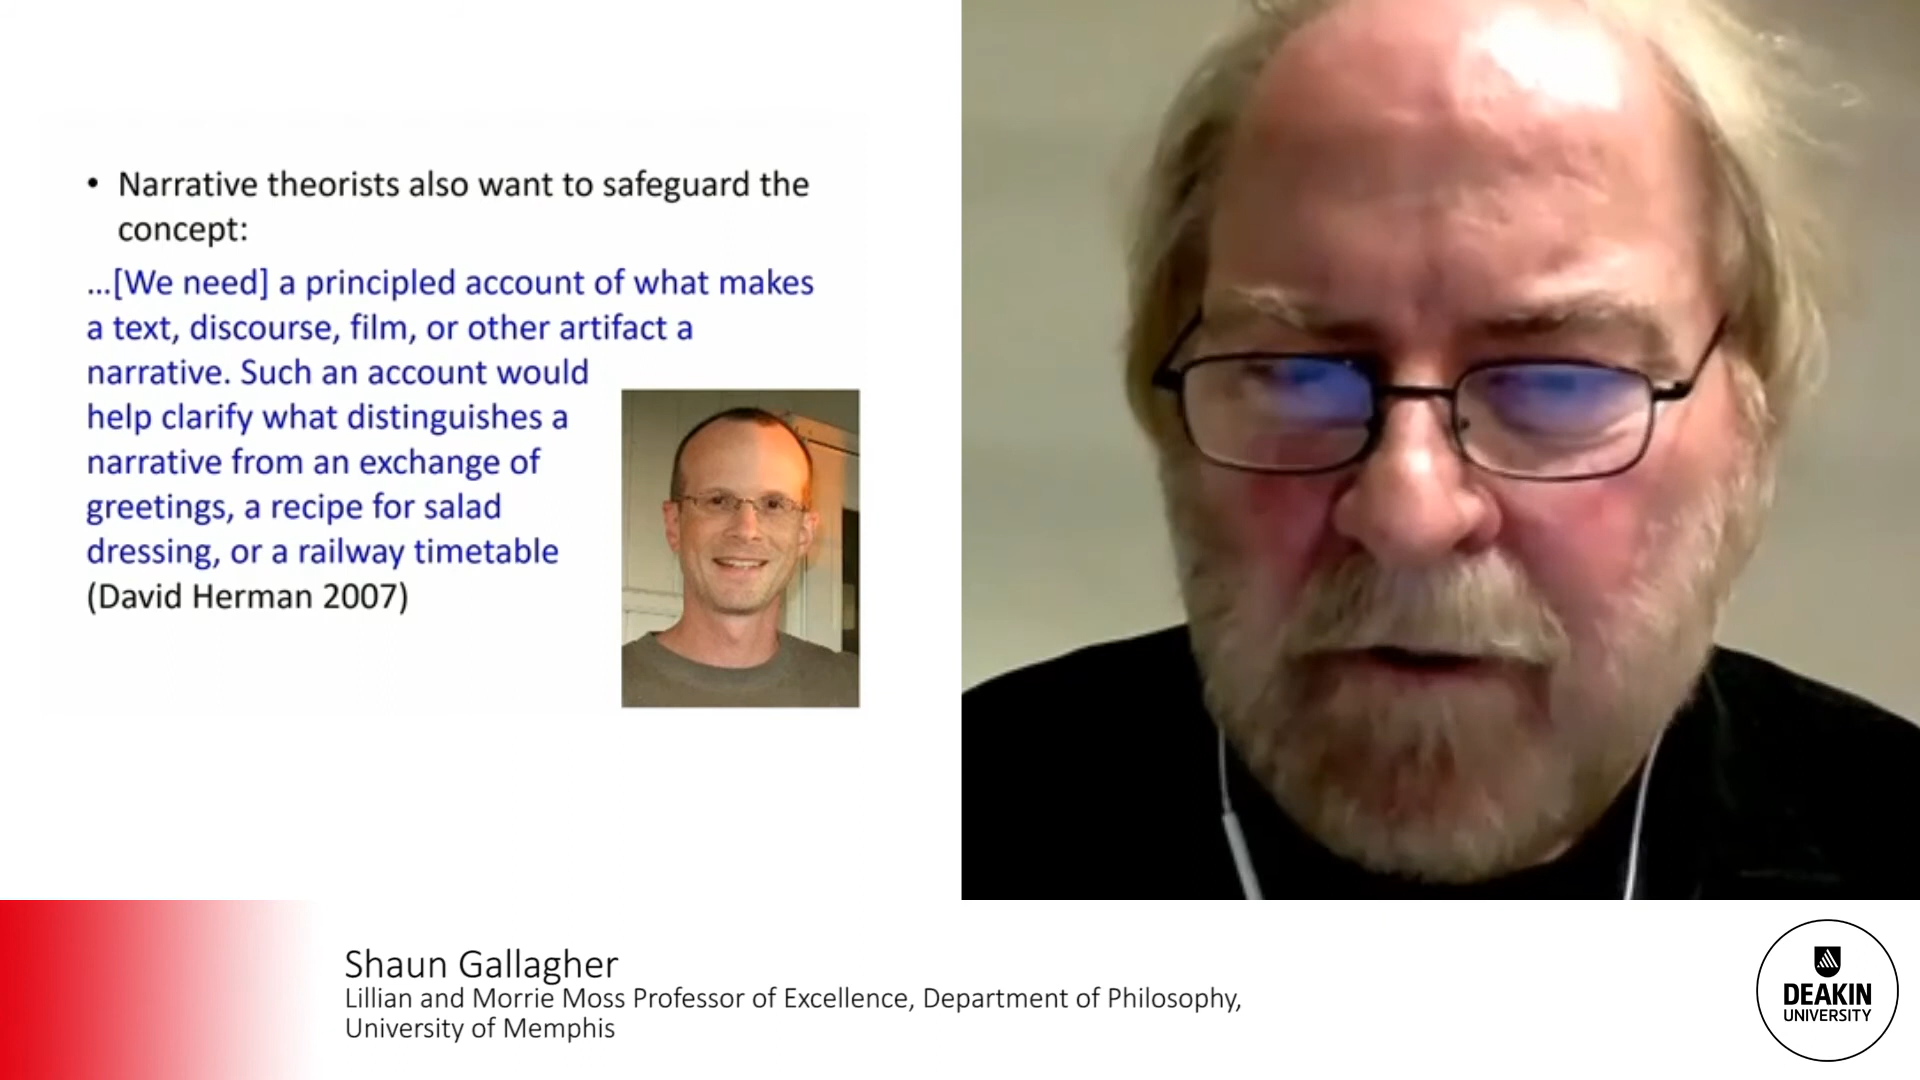 • Narrative theorists also want to safeguard the
concept:
…[We need] a principled account of what makes
a text, discourse, film, or other artifact a
narrative. Such an account would
help clarify what distinguishes a
narrative from an exchange of
greetings, a recipe for salad
dressing, or a railway timetable
(David Herman 2007)
Shaun Gallagher
Lillian and Morrie Moss Professor of Excellence, Department of Philosophy,
University of Memphis
DEAKIN
UNIVERSITY